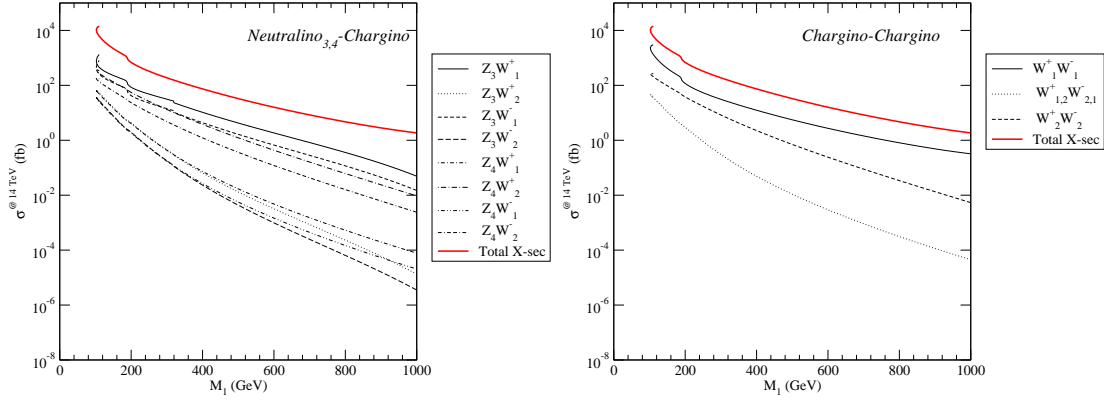 Neutralino3,4-Chargino
σ @ 14 TeV (fb)
10^4
10^2
10^0
10^-2
10^-4
10^-6
10^-8
0 200 400 600 800 1000
M1 (GeV)
Z3W+1
Z3W+2
Z3W-1
Z3W-2
Z4W+1
Z4W+2
Z4W-1
Z4W-2
Total X-sec
Chargino-Chargino
σ @ 14 TeV (fb)
10^4
10^2
10^0
10^-2
10^-4
10^-6
10^-8
0 200 400 600 800 1000
M1 (GeV)
W+1W-1
W+1,2W-2,1
W+2W-2
Total X-sec